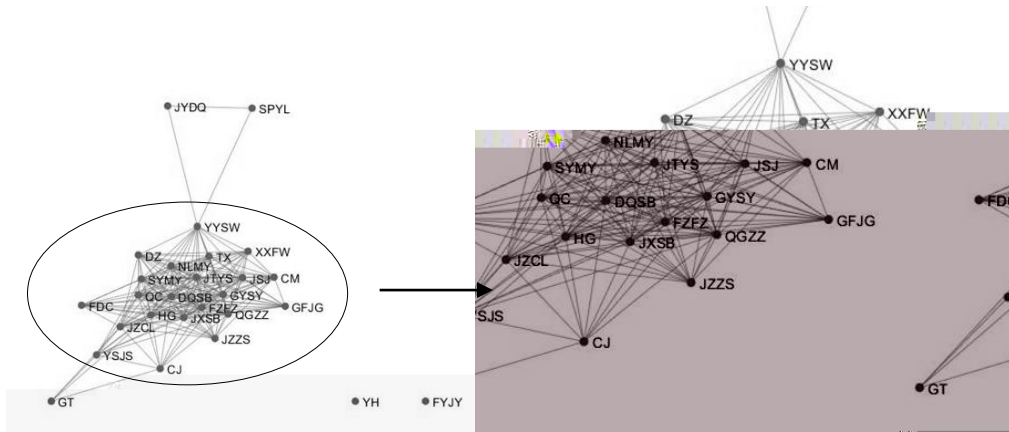 JYDQ SPYL
YYSW
DZ TX XXFW
NLMY
SYMY JTYS JSJ CM
QC DQSB GYSY
FDC FZFZ GFJG
HG JXSB QGZZ
JZCL
JZZS
YSJS
CJ
GT YH FYJY
YYSW
DZ TX XXFW
NLMY
SYMY JTYS JSJ CM
QC DQSB GYSY
FZFZ GFJG
HG JXSB QGZZ
JZCL
JZZS
SJS
CJ
GT